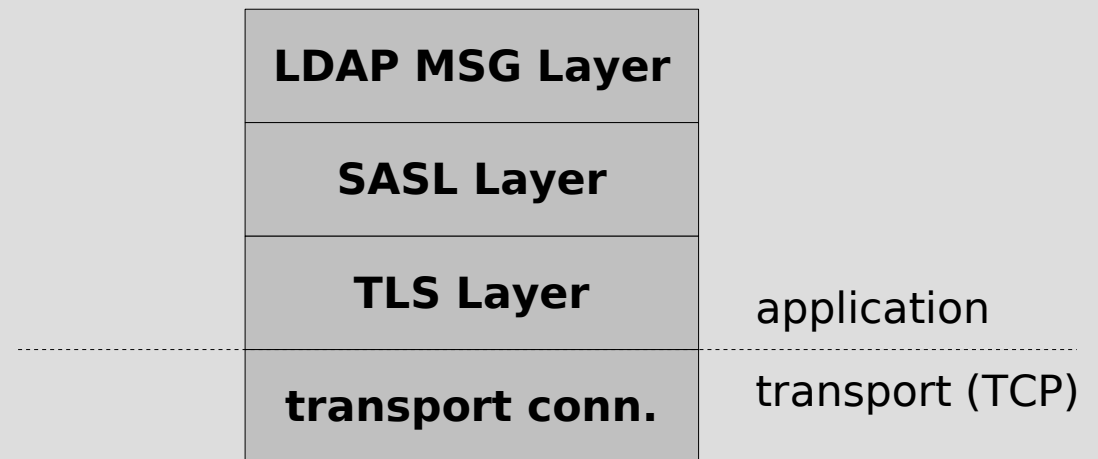 LDAP MSG Layer
SASL Layer
TLS Layer
application
transport (TCP)
transport conn.